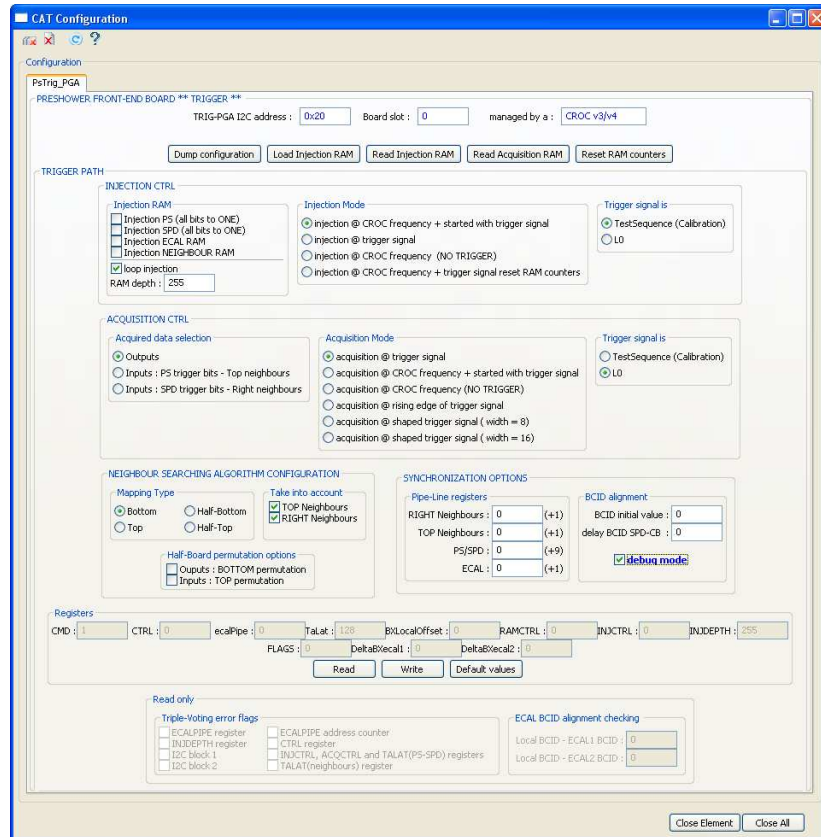 CAT Configuration
Configuration
PsTrig_PGA
PRESHOWER FRONT-END BOARD ** TRIGGER **
TRIG-PGA I2C address : 0x20 Board slot : 0 managed by a : CROC v3/v4
Dump configuration Load Injection RAM Read Injection RAM Read Acquisition RAM Reset RAM counters
TRIGGER PATH
INJECTION CTRL
Injection RAM
Injection PS (all bits to ONE)
Injection SPD (all bits to ONE)
Injection ECAL RAM
Injection NEIGHBOUR RAM
loop injection
RAM depth : 255
Injection Mode
injection @ CROC frequency + started with trigger signal
injection @ trigger signal
injection @ CROC frequency (NO TRIGGER)
injection @ CROC frequency + trigger signal reset RAM counters
Trigger signal is
TestSequence (Calibration)
L0
ACQUISITION CTRL
Acquired data selection
Outputs
Inputs : PS trigger bits - Top neighbours
Inputs : SPD trigger bits - Right neighbours
Acquisition Mode
acquisition @ trigger signal
acquisition @ CROC frequency + started with trigger signal
acquisition @ CROC frequency (NO TRIGGER)
acquisition @ rising edge of trigger signal
acquisition @ shaped trigger signal ( width = 8)
acquisition @ shaped trigger signal ( width = 16)
Trigger signal is
TestSequence (Calibration)
L0
NEIGHBOUR SEARCHING ALGORITHM CONFIGURATION
Mapping Type
Bottom Half-Bottom
Top Half-Top
Take into account
TOP Neighbours
RIGHT Neighbours
Half-Board permutation options
Ouputs : BOTTOM permutation
Inputs : TOP permutation
SYNCHRONIZATION OPTIONS
Pipe-Line registers
RIGHT Neighbours : 0 (+1)
TOP Neighbours : 0 (+1)
PS/SPD : 0 (+9)
ECAL : 0 (+1)
BCID alignment
BCID initial value : 0
delay BCID SPD-CB : 0
debug mode
Registers
CMD : 1 CTRL : 0 ecalPipe : 0 TaLat : 128 BXLocalOffset : 0 RAMCTRL : 0 INJCTRL : 0 INJDEPTH : 255
FLAGS : 0 DeltaBXecal1 : 0 DeltaBXecal2 : 0
Read Write Default values
Read only
Triple-Voting error flags
ECALPIPE register ECALPIPE address counter
INJDEPTH register CTRL register
I2C block 1 INJCTRL, ACQCTRL and TALAT(PS-SPD) registers
I2C block 2 TALAT(neighbours) register
ECAL BCID alignment checking
Local BCID - ECAL1 BCID : 0
Local BCID - ECAL2 BCID : 0
Close Element Close All